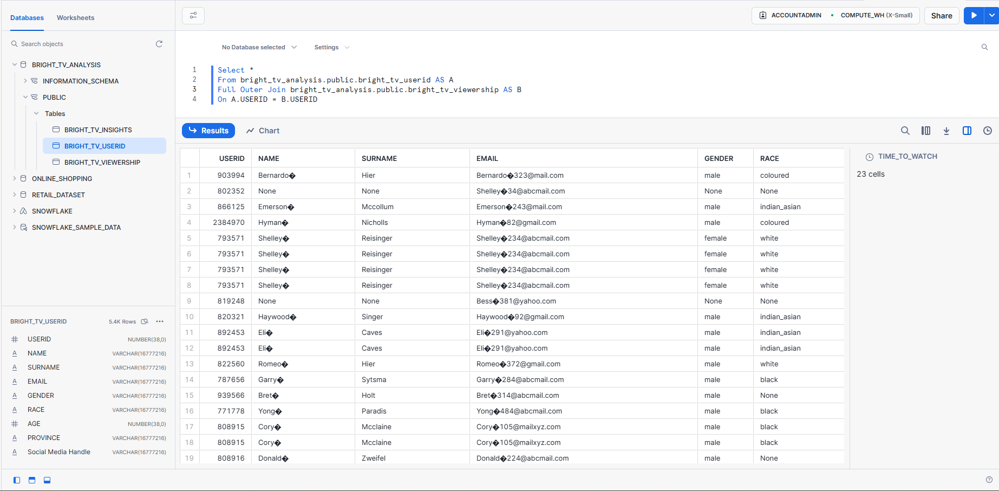 Databases Worksheets
Search objects
BRIGHT_TV_ANALYSIS
INFORMATION_SCHEMA
PUBLIC
Tables
BRIGHT_TV_INSIGHTS
BRIGHT_TV_USERID
BRIGHT_TV_VIEWERSHIP
ONLINE_SHOPPING
RETAIL_DATASET
SNOWFLAKE
SNOWFLAKE_SAMPLE_DATA
BRIGHT_TV_USERID 5.4K Rows
USERID NUMBER(38,0)
NAME VARCHAR(16777216)
SURNAME VARCHAR(16777216)
EMAIL VARCHAR(16777216)
GENDER VARCHAR(16777216)
RACE VARCHAR(16777216)
AGE NUMBER(38,0)
PROVINCE VARCHAR(16777216)
Social Media Handle VARCHAR(16777216)
ACCOUNTADMIN COMPUTE_WH (X-Small) Share
No Database selected Settings
1 Select *
2 From bright_tv_analysis.public.bright_tv_userid AS A
3 Full Outer Join bright_tv_analysis.public.bright_tv_viewership AS B
4 On A.USERID = B.USERID
Results Chart
USERID NAME SURNAME EMAIL GENDER RACE
1 903994 Bernardo� Hier Bernardo�323@mail.com male coloured
2 802352 None None Shelley�34@abcmail.com None None
3 866125 Emerson� Mccollum Emerson�243@mail.com male indian_asian
4 2384970 Hyman� Nicholls Hyman�82@gmail.com male coloured
5 793571 Shelley� Reisinger Shelley�234@abcmail.com female white
6 793571 Shelley� Reisinger Shelley�234@abcmail.com female white
7 793571 Shelley� Reisinger Shelley�234@abcmail.com female white
8 793571 Shelley� Reisinger Shelley�234@abcmail.com female white
9 819248 None None Bess�381@yahoo.com None None
10 820321 Haywood� Singer Haywood�92@gmail.com male indian_asian
11 892453 Eli� Caves Eli�291@yahoo.com male indian_asian
12 892453 Eli� Caves Eli�291@yahoo.com male indian_asian
13 822560 Romeo� Hier Romeo�372@gmail.com male white
14 787656 Garry� Sytsma Garry�284@abcmail.com male black
15 939566 Bret� Holt Bret�314@abcmail.com male None
16 771778 Yong� Paradis Yong�484@abcmail.com male black
17 808915 Cory� Mcclaine Cory�105@mailxyz.com male black
18 808915 Cory� Mcclaine Cory�105@mailxyz.com male black
19 808916 Donald� Zweifel Donald�224@abcmail.com male None
TIME_TO_WATCH
23 cells